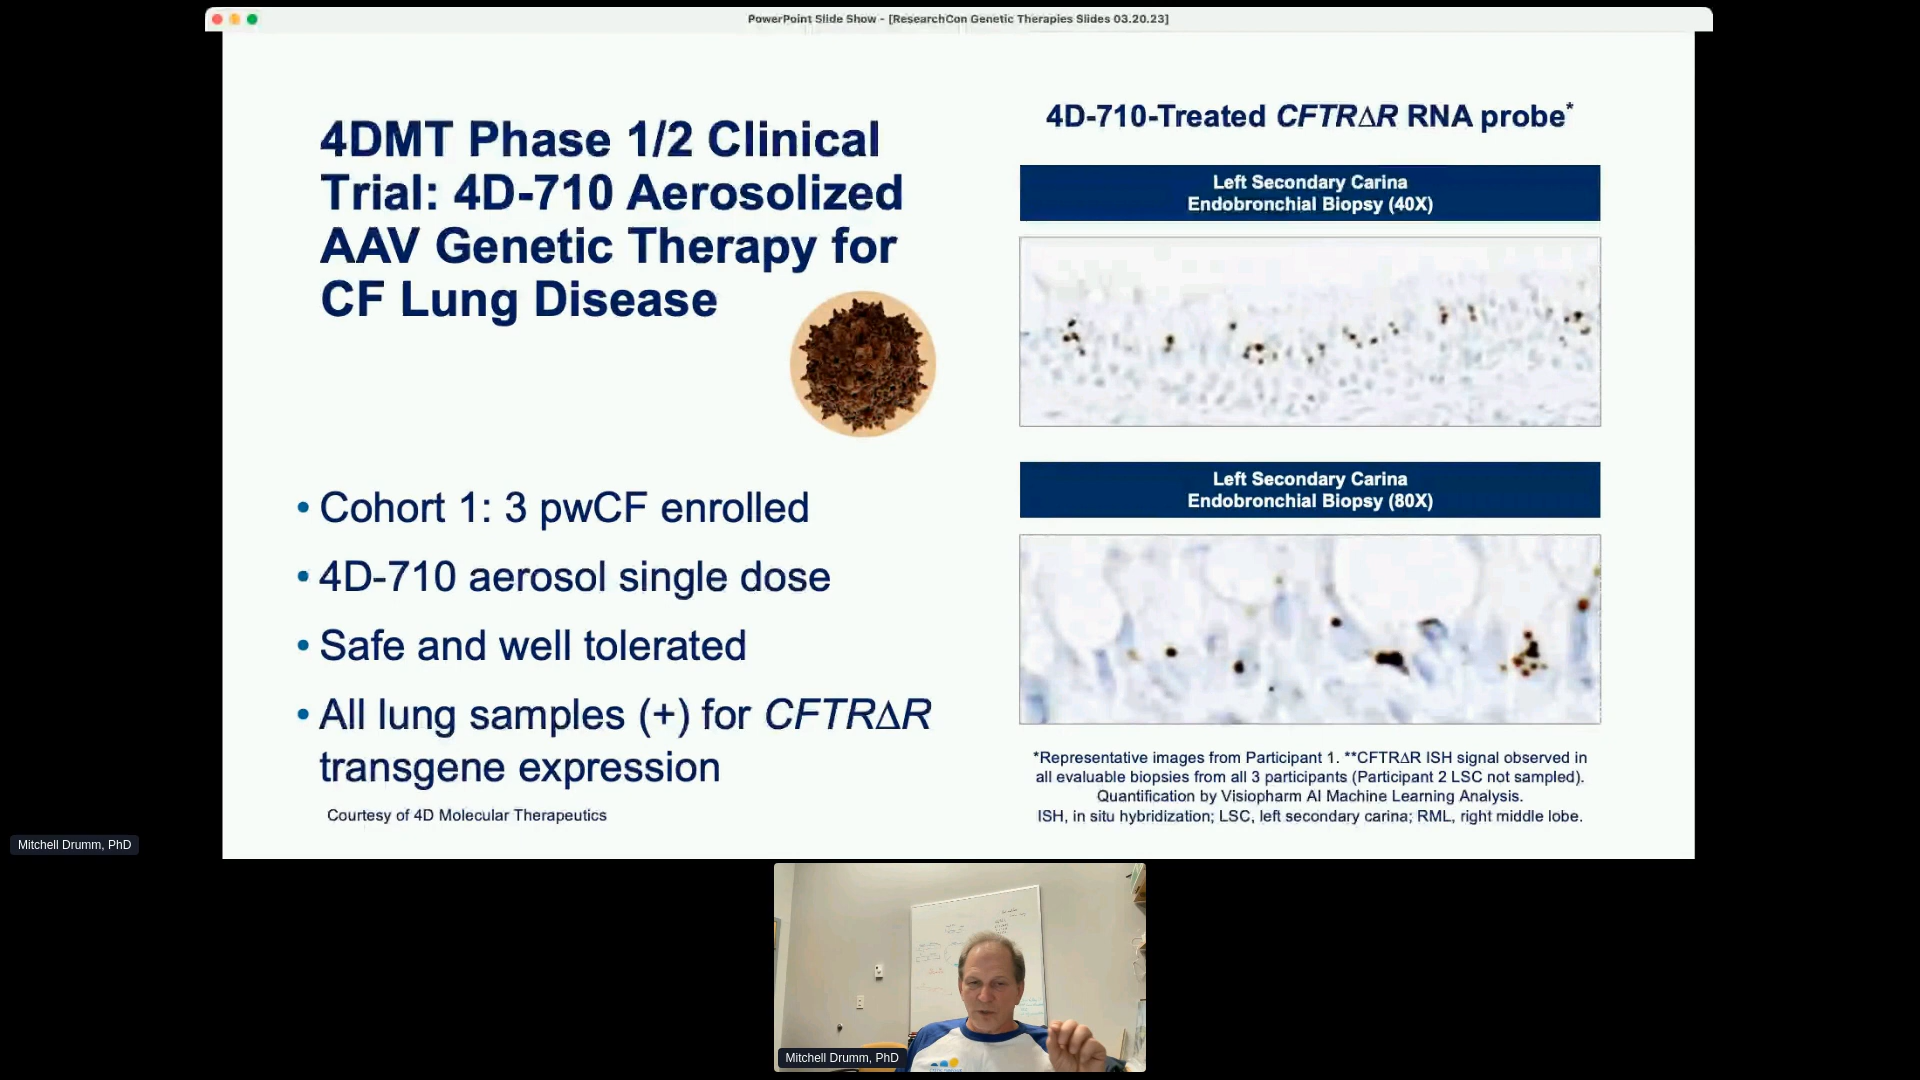 PowerPoint Slide Show - [ResearchCon Genetic Therapies Slides 03.20.23]
4DMT Phase 1/2 Clinical
Trial: 4D-710 Aerosolized
AAV Genetic Therapy for
CF Lung Disease
• Cohort 1: 3 pwCF enrolled
• 4D-710 aerosol single dose
• Safe and well tolerated
• All lung samples (+) for CFTR∆R
transgene expression
Courtesy of 4D Molecular Therapeutics
4D-710-Treated CFTR∆R RNA probe*
Left Secondary Carina
Endobronchial Biopsy (40X)
Left Secondary Carina
Endobronchial Biopsy (80X)
*Representative images from Participant 1. **CFTR∆R ISH signal observed in
all evaluable biopsies from all 3 participants (Participant 2 LSC not sampled).
Quantification by Visiopharm AI Machine Learning Analysis.
ISH, in situ hybridization; LSC, left secondary carina; RML, right middle lobe.
Mitchell Drumm, PhD
Mitchell Drumm, PhD